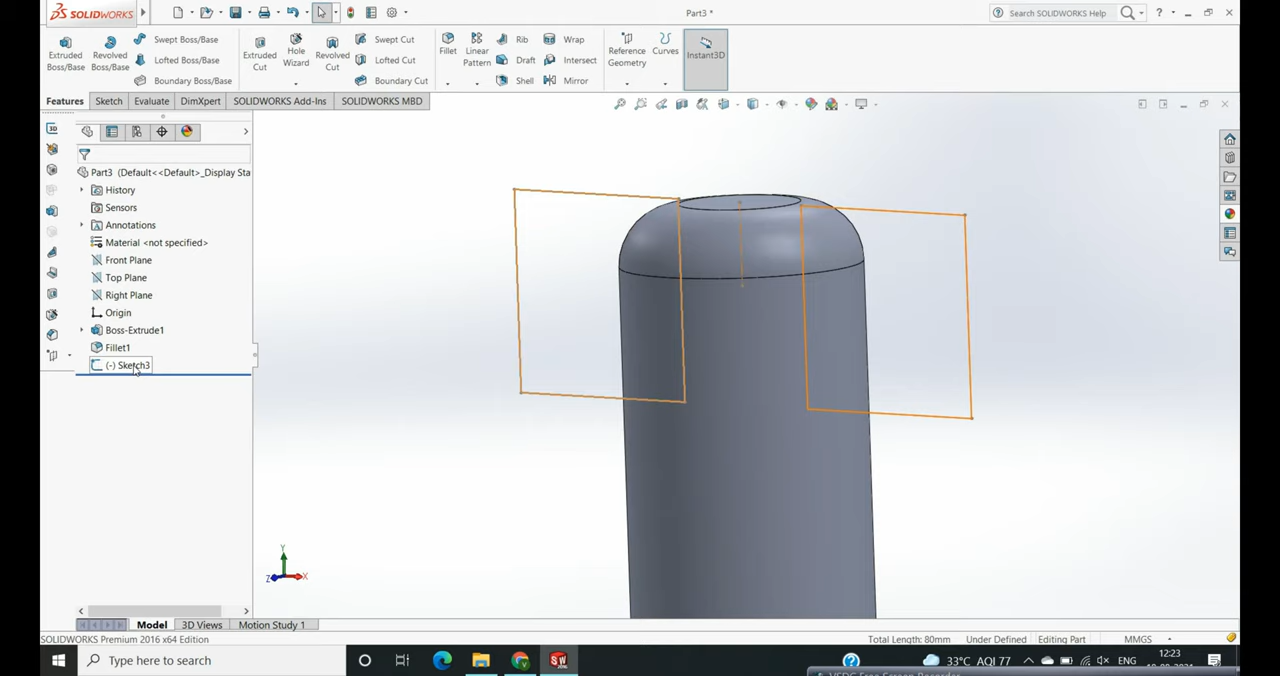 SOLIDWORKS
Part3 *
Search SOLIDWORKS Help
?
Extruded Boss/Base
Revolved Boss/Base
Swept Boss/Base
Lofted Boss/Base
Boundary Boss/Base
Extruded Cut
Hole Wizard
Revolved Cut
Swept Cut
Lofted Cut
Boundary Cut
Fillet
Linear Pattern
Rib
Draft
Shell
Wrap
Intersect
Mirror
Reference Geometry
Curves
Instant3D
Features
Sketch
Evaluate
DimXpert
SOLIDWORKS Add-Ins
SOLIDWORKS MBD
Part3 (Default<<Default>_Display Sta
History
Sensors
Annotations
Material <not specified>
Front Plane
Top Plane
Right Plane
Origin
Boss-Extrude1
Fillet1
(-) Sketch3
Y
Z
X
Model
3D Views
Motion Study 1
SOLIDWORKS Premium 2016 x64 Edition
Total Length: 80mm
Under Defined
Editing Part
MMGS
Type here to search
33°C AQI 77
ENG
12:23